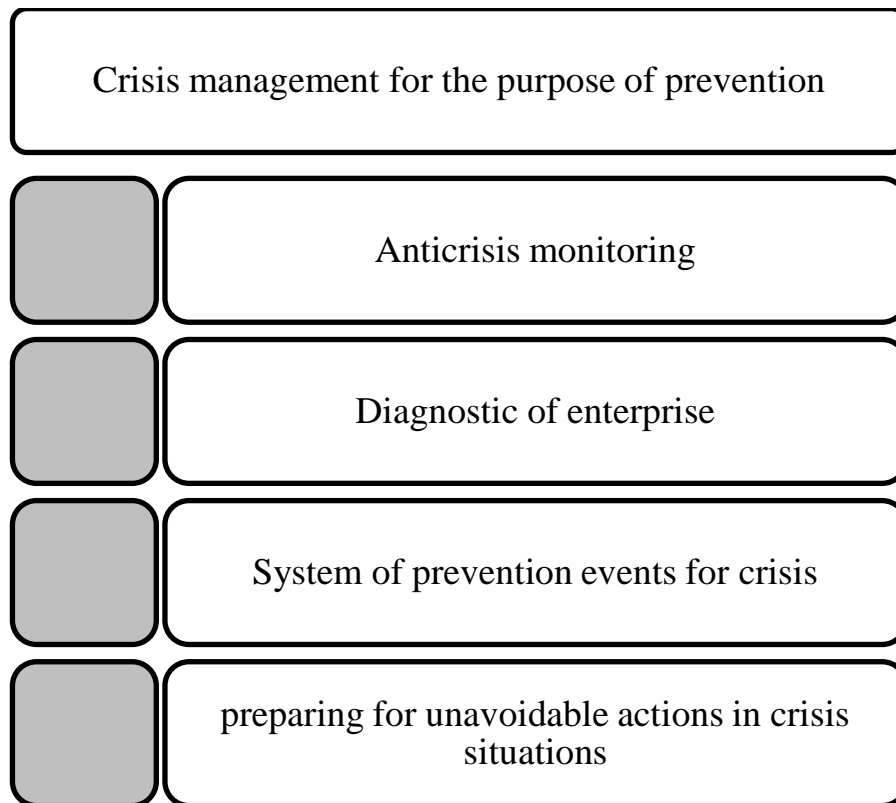 Crisis management for the purpose of prevention
Anticrisis monitoring
Diagnostic of enterprise
System of prevention events for crisis
preparing for unavoidable actions in crisis
situations